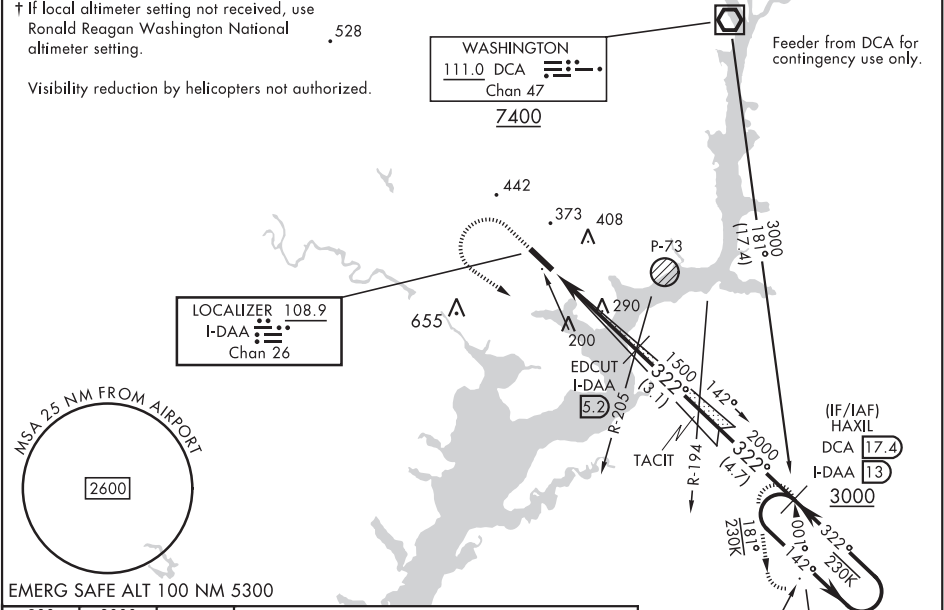 † If local altimeter setting not received, use
Ronald Reagan Washington National
altimeter setting.
Visibility reduction by helicopters not authorized.
.528
WASHINGTON
111.0 DCA
Chan 47
7400
Feeder from DCA for
contingency use only.
442
373
408
P-73
3000
181°
(17.4)
LOCALIZER 108.9
I-DAA
Chan 26
655
290
200
EDCUT
I-DAA
5.2
R-205
1500
322°
(3.1)
142°
TACIT
R-194
2000
322°
(4.7)
(IF/IAF)
HAXIL
DCA 17.4
I-DAA 13
3000
MSA 25 NM FROM AIRPORT
2600
181°
230K
001°
142°
322°
230K
EMERG SAFE ALT 100 NM 5300